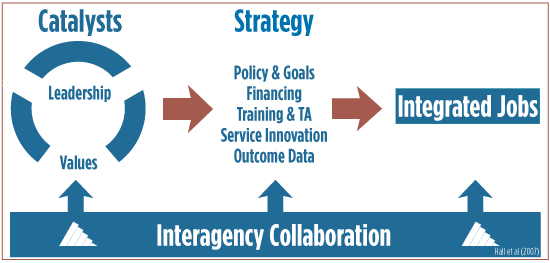 Catalysts
Leadership
Values
Strategy
Policy & Goals
Financing
Training & TA
Service Innovation
Outcome Data
Integrated Jobs
Interagency Collaboration
Hall et al (2007)